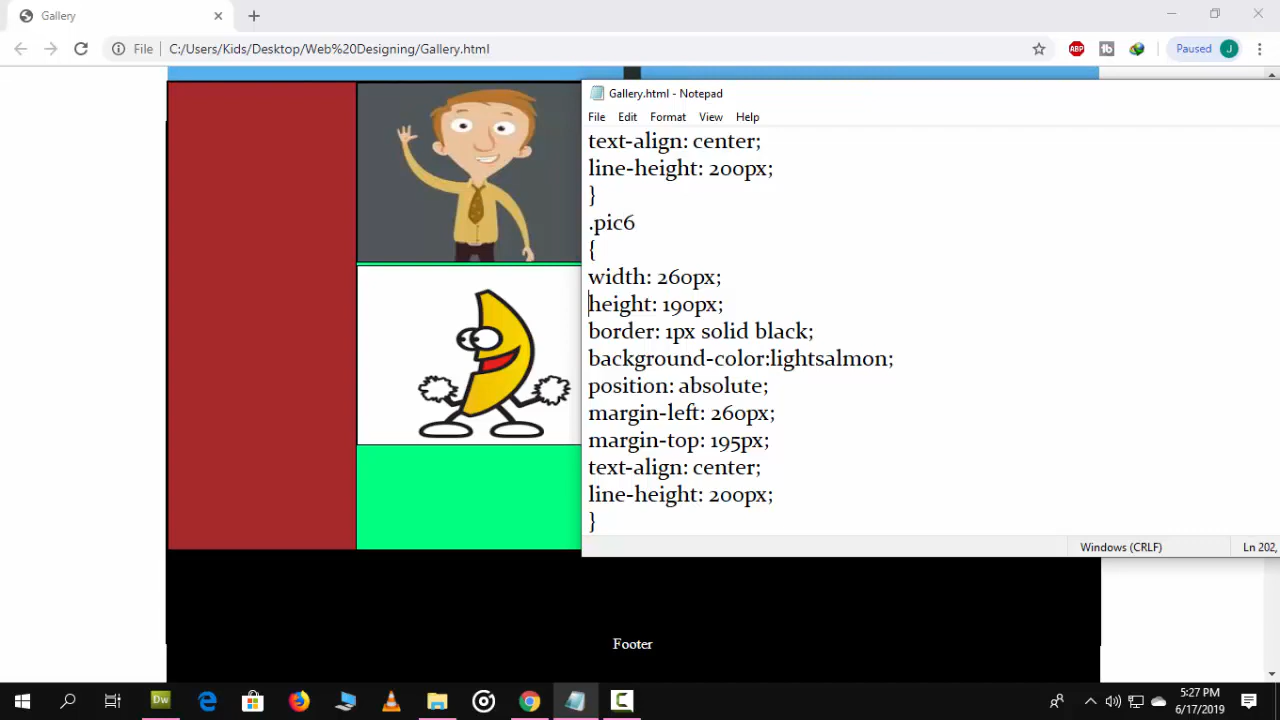 Gallery
File
C:/Users/Kids/Desktop/Web%20Designing/Gallery.html
ABP
Paused
J
Gallery.html - Notepad
File Edit Format View Help
text-align: center;
line-height: 200px;
}
.pic6
{
width: 260px;
height: 190px;
border: 1px solid black;
background-color:lightsalmon;
position: absolute;
margin-left: 260px;
margin-top: 195px;
text-align: center;
line-height: 200px;
}
Windows (CRLF)
Ln 202,
Footer
Dw
5:27 PM
6/17/2019